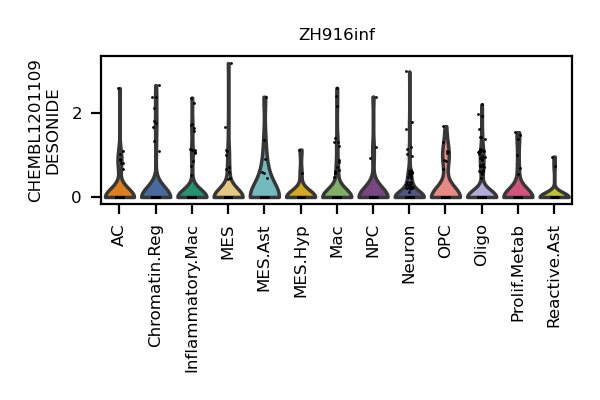 ZH916inf
CHEMBL1201109
DESONIDE
2
0
AC
Chromatin.Reg
Inflammatory.Mac
MES
MES.Ast
MES.Hyp
Mac
NPC
Neuron
OPC
Oligo
Prolif.Metab
Reactive.Ast